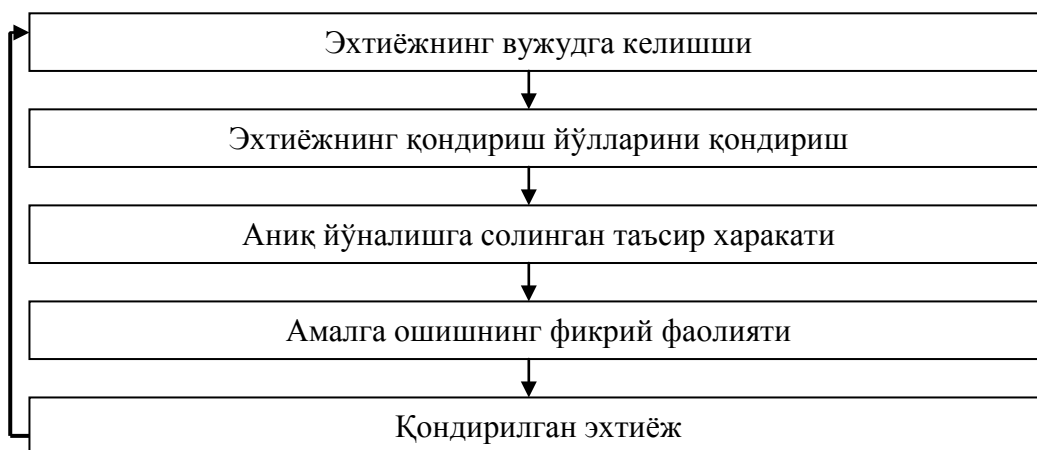 Эхтиёжнинг вужудга келишши
Эхтиёжнинг қондириш йўлларини қондириш
Аниқ йўналишга солинган таъсир харакати
Амалга ошишнинг фикрий фаолияти
Қондирилган эхтиёж